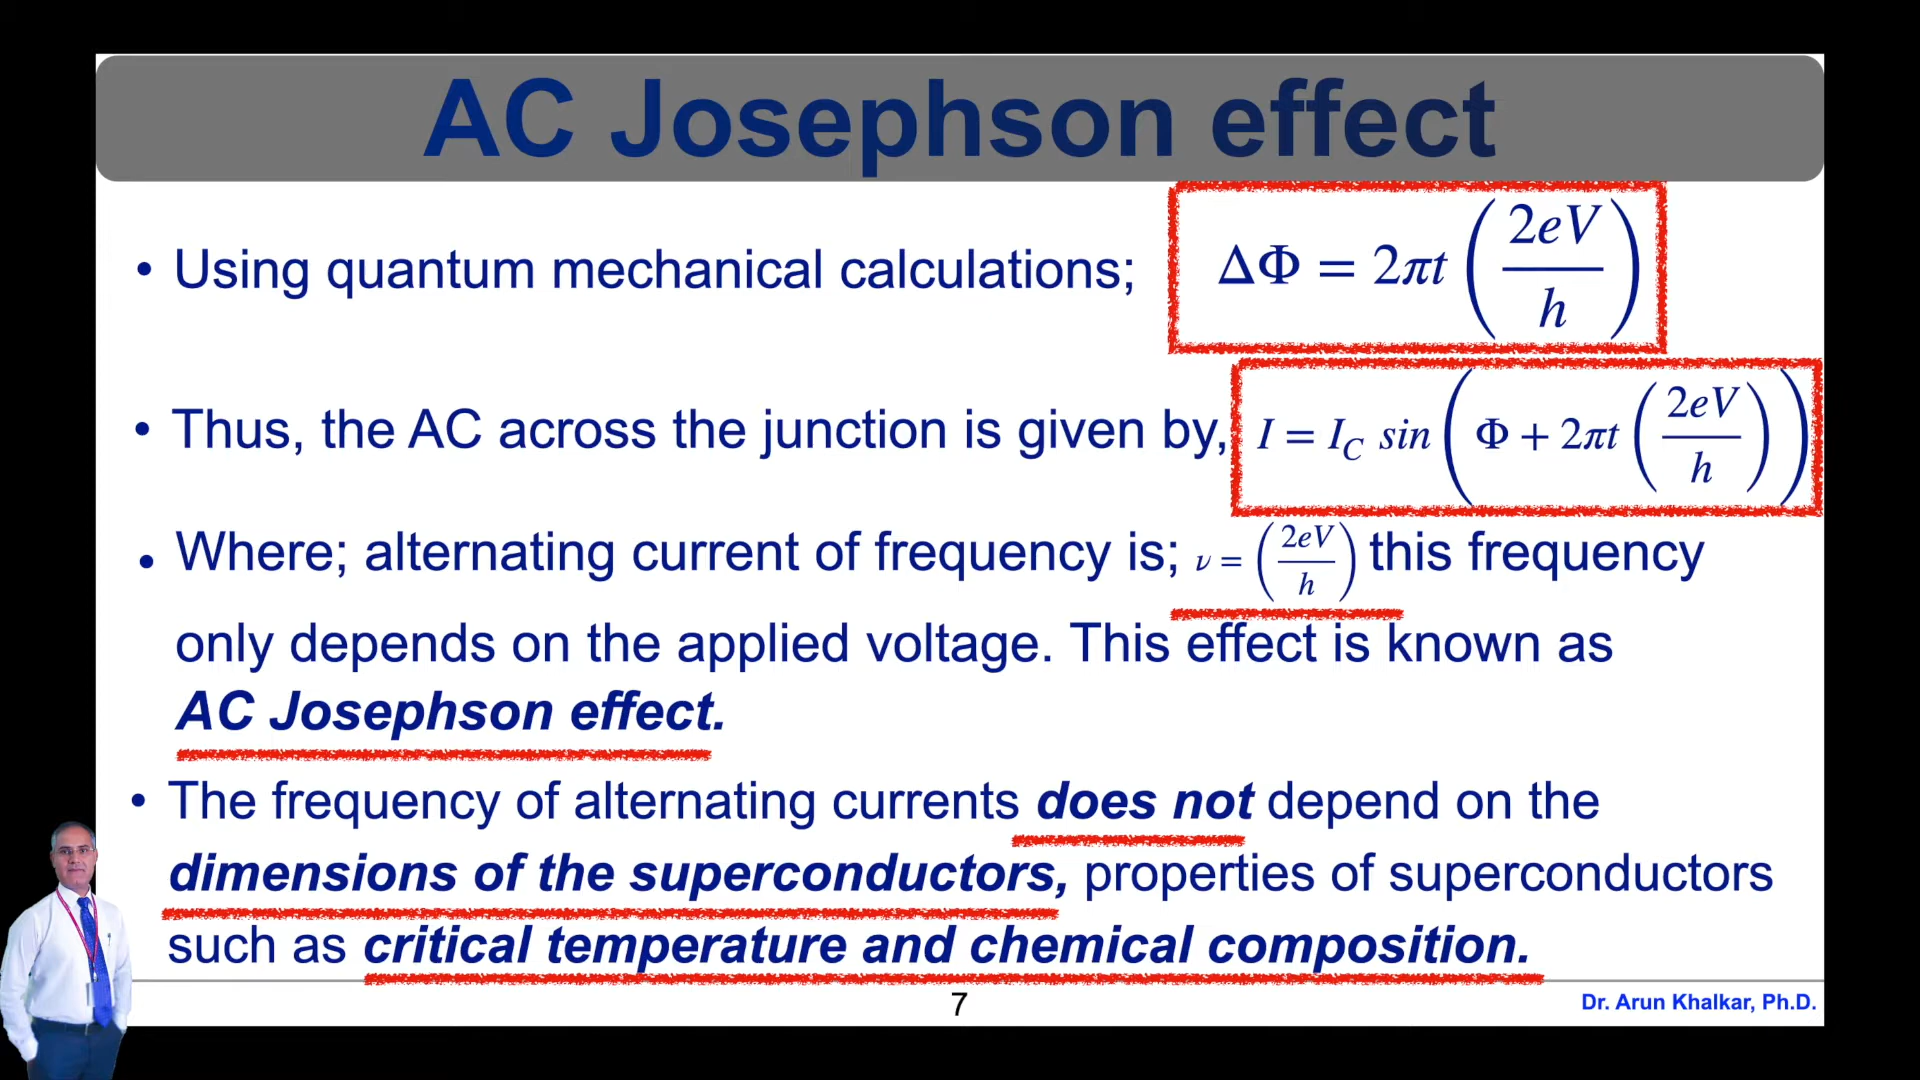 AC Josephson effect
• Using quantum mechanical calculations; ΔΦ = 2πt (2eV/h)
• Thus, the AC across the junction is given by, I = I_C sin(Φ + 2πt (2eV/h))
• Where; alternating current of frequency is; ν = (2eV/h) this frequency
only depends on the applied voltage. This effect is known as
AC Josephson effect.
• The frequency of alternating currents does not depend on the
dimensions of the superconductors, properties of superconductors
such as critical temperature and chemical composition.
7
Dr. Arun Khalkar, Ph.D.